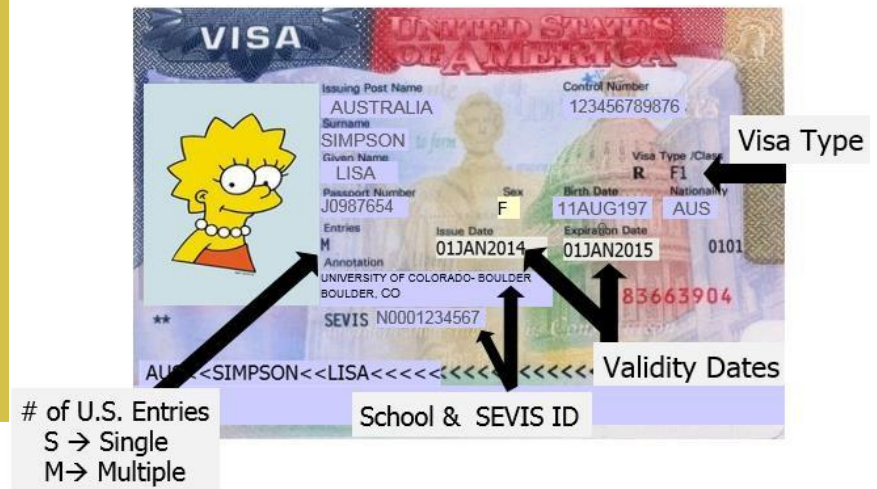 VISA
UNITED STATES
OF AMERICA
Issuing Post Name
AUSTRALIA
Control Number
123456789876
Surname
SIMPSON
Given Name
LISA
Visa Type /Class
R F1
Visa Type
Passport Number
J0987654
Sex
F
Birth Date
11AUG197
Nationality
AUS
Entries
M
Issue Date
01JAN2014
Expiration Date
01JAN2015
0101
Annotation
UNIVERSITY OF COLORADO- BOULDER
BOULDER, CO
83663904
**
SEVIS N0001234567
Validity Dates
<<SIMPSON<<LISA<<<<<<<<<<<<<<<
# of U.S. Entries
S → Single
M→ Multiple
School & SEVIS ID